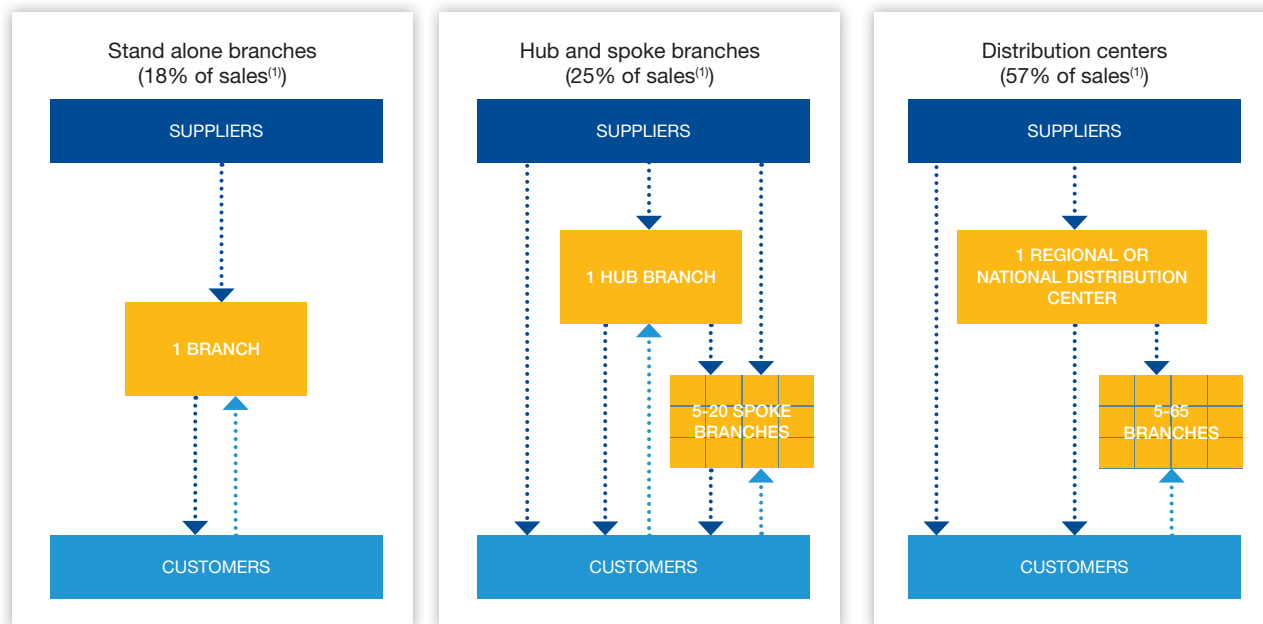 Stand alone branches
(18% of sales(1))
SUPPLIERS
1 BRANCH
CUSTOMERS
Hub and spoke branches
(25% of sales(1))
SUPPLIERS
1 HUB BRANCH
5-20 SPOKE
BRANCHES
CUSTOMERS
Distribution centers
(57% of sales(1))
SUPPLIERS
1 REGIONAL OR
NATIONAL DISTRIBUTION
CENTER
5-65
BRANCHES
CUSTOMERS